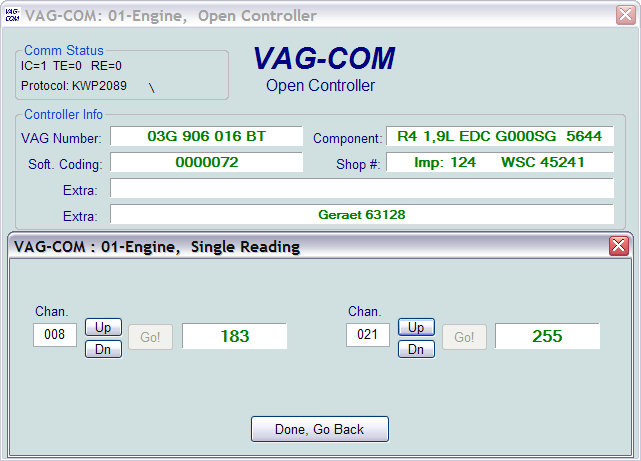 VAG-COM VAG-COM: 01-Engine, Open Controller
Comm Status
IC=1 TE=0 RE=0
Protocol: KWP2089 \
VAG-COM
Open Controller
Controller Info
VAG Number: 03G 906 016 BT Component: R4 1,9L EDC G000SG 5644
Soft. Coding: 0000072 Shop #: Imp: 124 WSC 45241
Extra:
Extra: Geraet 63128
VAG-COM : 01-Engine, Single Reading
Chan. Chan.
008 Up Dn Go! 183 021 Up Dn Go! 255
Done, Go Back